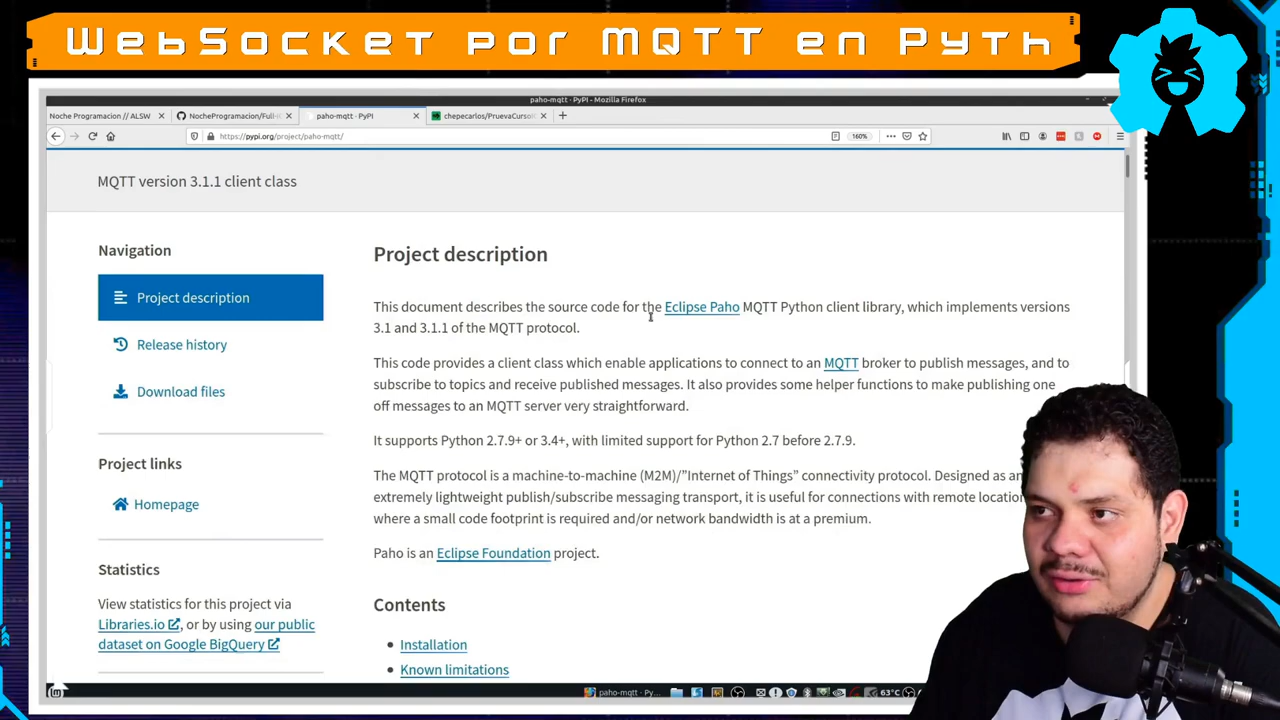 WebSocket por MQTT en Pyth
paho-mqtt · PyPI - Mozilla Firefox
Noche Programacion // ALSW
NocheProgramacion/Full
paho-mqtt · PyPI
chepecarlos/PruevaCurso
https://pypi.org/project/paho-mqtt/
160%
MQTT version 3.1.1 client class
Navigation
Project description
Release history
Download files
Project links
Homepage
Statistics
View statistics for this project via
Libraries.io, or by using our public
dataset on Google BigQuery
Project description
This document describes the source code for the Eclipse Paho MQTT Python client library, which implements versions
3.1 and 3.1.1 of the MQTT protocol.
This code provides a client class which enable applications to connect to an MQTT broker to publish messages, and to
subscribe to topics and receive published messages. It also provides some helper functions to make publishing one
off messages to an MQTT server very straightforward.
It supports Python 2.7.9+ or 3.4+, with limited support for Python 2.7 before 2.7.9.
The MQTT protocol is a machine-to-machine (M2M)/”Internet of Things” connectivity protocol. Designed as an
extremely lightweight publish/subscribe messaging transport, it is useful for connections with remote location
where a small code footprint is required and/or network bandwidth is at a premium.
Paho is an Eclipse Foundation project.
Contents
Installation
Known limitations
paho-mqtt · Py...
63°C